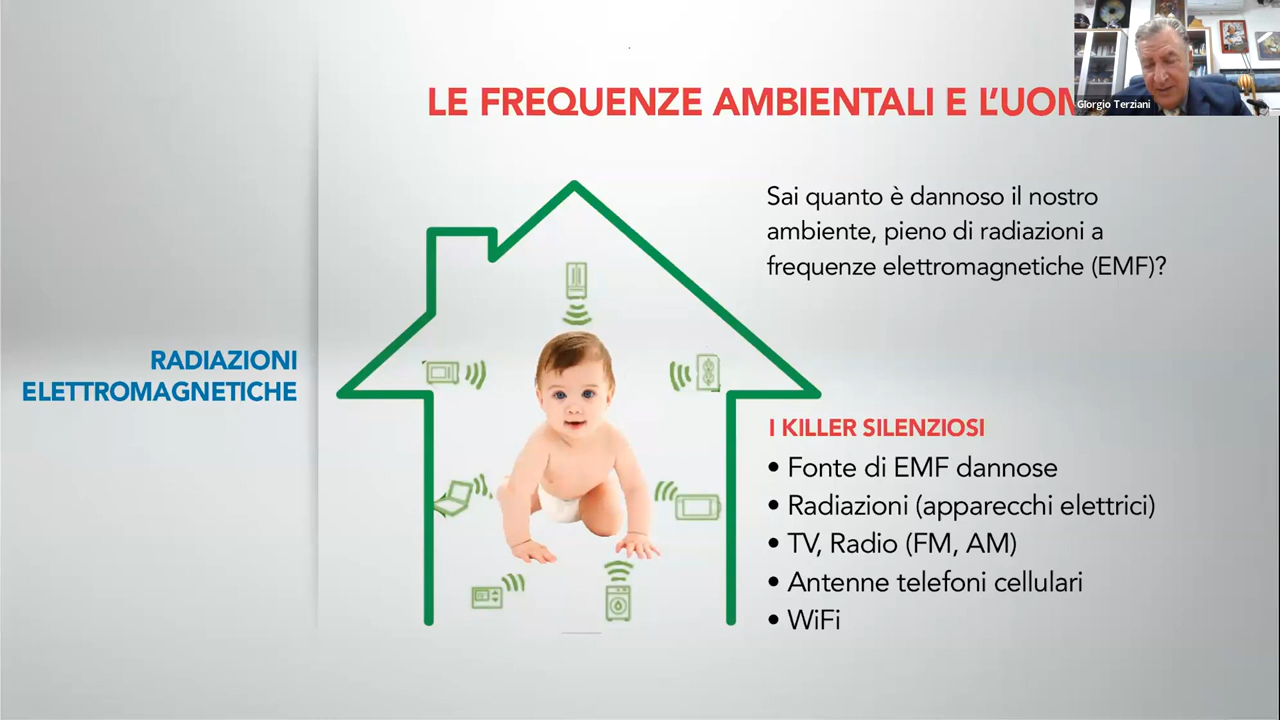 LE FREQUENZE AMBIENTALI E L'UOM
Giorgio Terziani
Sai quanto è dannoso il nostro
ambiente, pieno di radiazioni a
frequenze elettromagnetiche (EMF)?
RADIAZIONI
ELETTROMAGNETICHE
I KILLER SILENZIOSI
• Fonte di EMF dannose
• Radiazioni (apparecchi elettrici)
• TV, Radio (FM, AM)
• Antenne telefoni cellulari
• WiFi